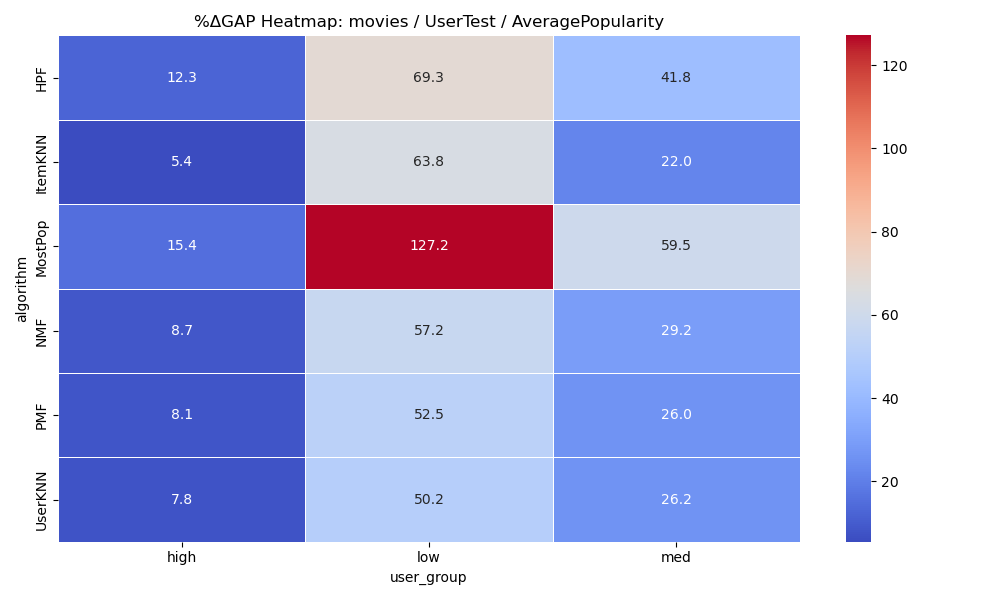 %ΔGAP Heatmap: movies / UserTest / AveragePopularity
algorithm
HPF 12.3 69.3 41.8
ItemKNN 5.4 63.8 22.0
MostPop 15.4 127.2 59.5
NMF 8.7 57.2 29.2
PMF 8.1 52.5 26.0
UserKNN 7.8 50.2 26.2
high low med
user_group
120
100
80
60
40
20